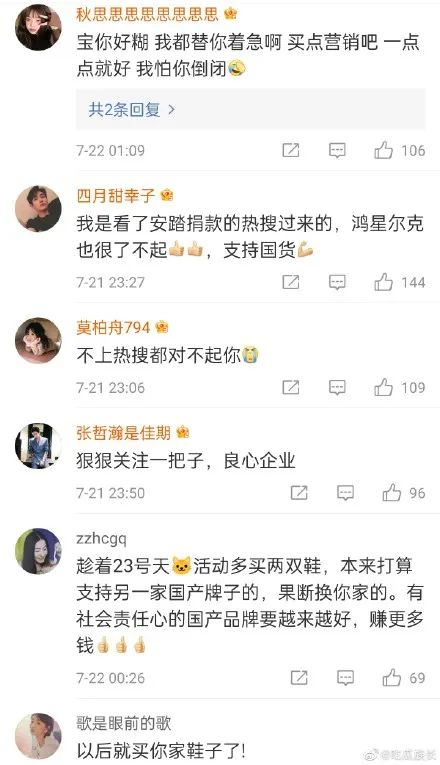 秋思思思思思思思思
宝你好糊 我都替你着急啊 买点营销吧 一点
点就好 我怕你倒闭🤣
共2条回复 >
7-22 01:09
106
四月甜幸子
我是看了安踏捐款的热搜过来的，鸿星尔克
也很了不起👍🏻👍🏻，支持国货💪🏻
7-21 23:27
144
莫柏舟794
不上热搜都对不起你😭
7-21 23:06
109
张哲瀚是佳期
狠狠关注一把子，良心企业
7-21 23:50
96
zzhcgq
趁着23号天🐱活动多买两双鞋，本来打算
支持另一家国产牌子的，果断换你家的。有
社会责任心的国产品牌要越来越好，赚更多
钱👍🏻👍🏻👍🏻
7-22 00:26
69
歌是眼前的歌
以后就买你家鞋子了!
@吃瓜族长